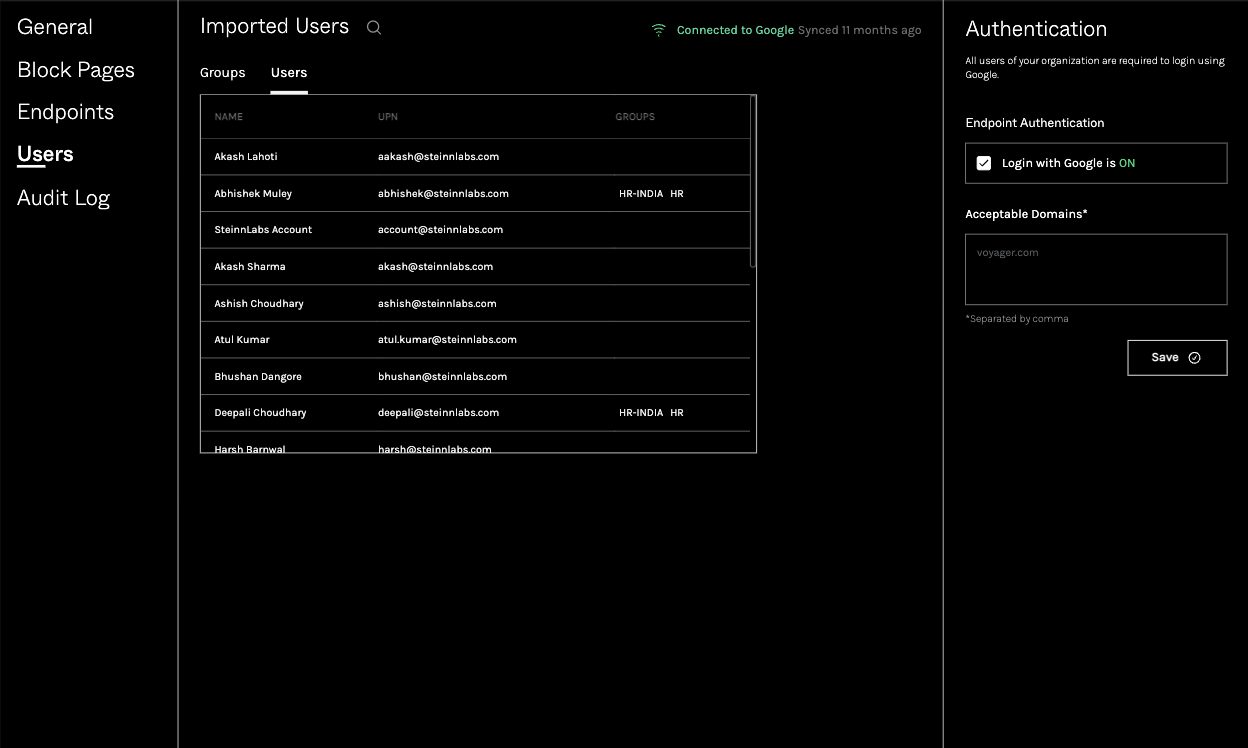 General
Block Pages
Endpoints
Users
Audit Log
Imported Users
Connected to Google Synced 11 months ago
Groups Users
NAME UPN GROUPS
Akash Lahoti aakash@steinnlabs.com
Abhishek Muley abhishek@steinnlabs.com HR-INDIA HR
SteinnLabs Account account@steinnlabs.com
Akash Sharma akash@steinnlabs.com
Ashish Choudhary ashish@steinnlabs.com
Atul Kumar atul.kumar@steinnlabs.com
Bhushan Dangore bhushan@steinnlabs.com
Deepali Choudhary deepali@steinnlabs.com HR-INDIA HR
Harsh Barnwal harsh@steinnlabs.com
Authentication
All users of your organization are required to login using
Google.
Endpoint Authentication
Login with Google is ON
Acceptable Domains*
voyager.com
*Separated by comma
Save